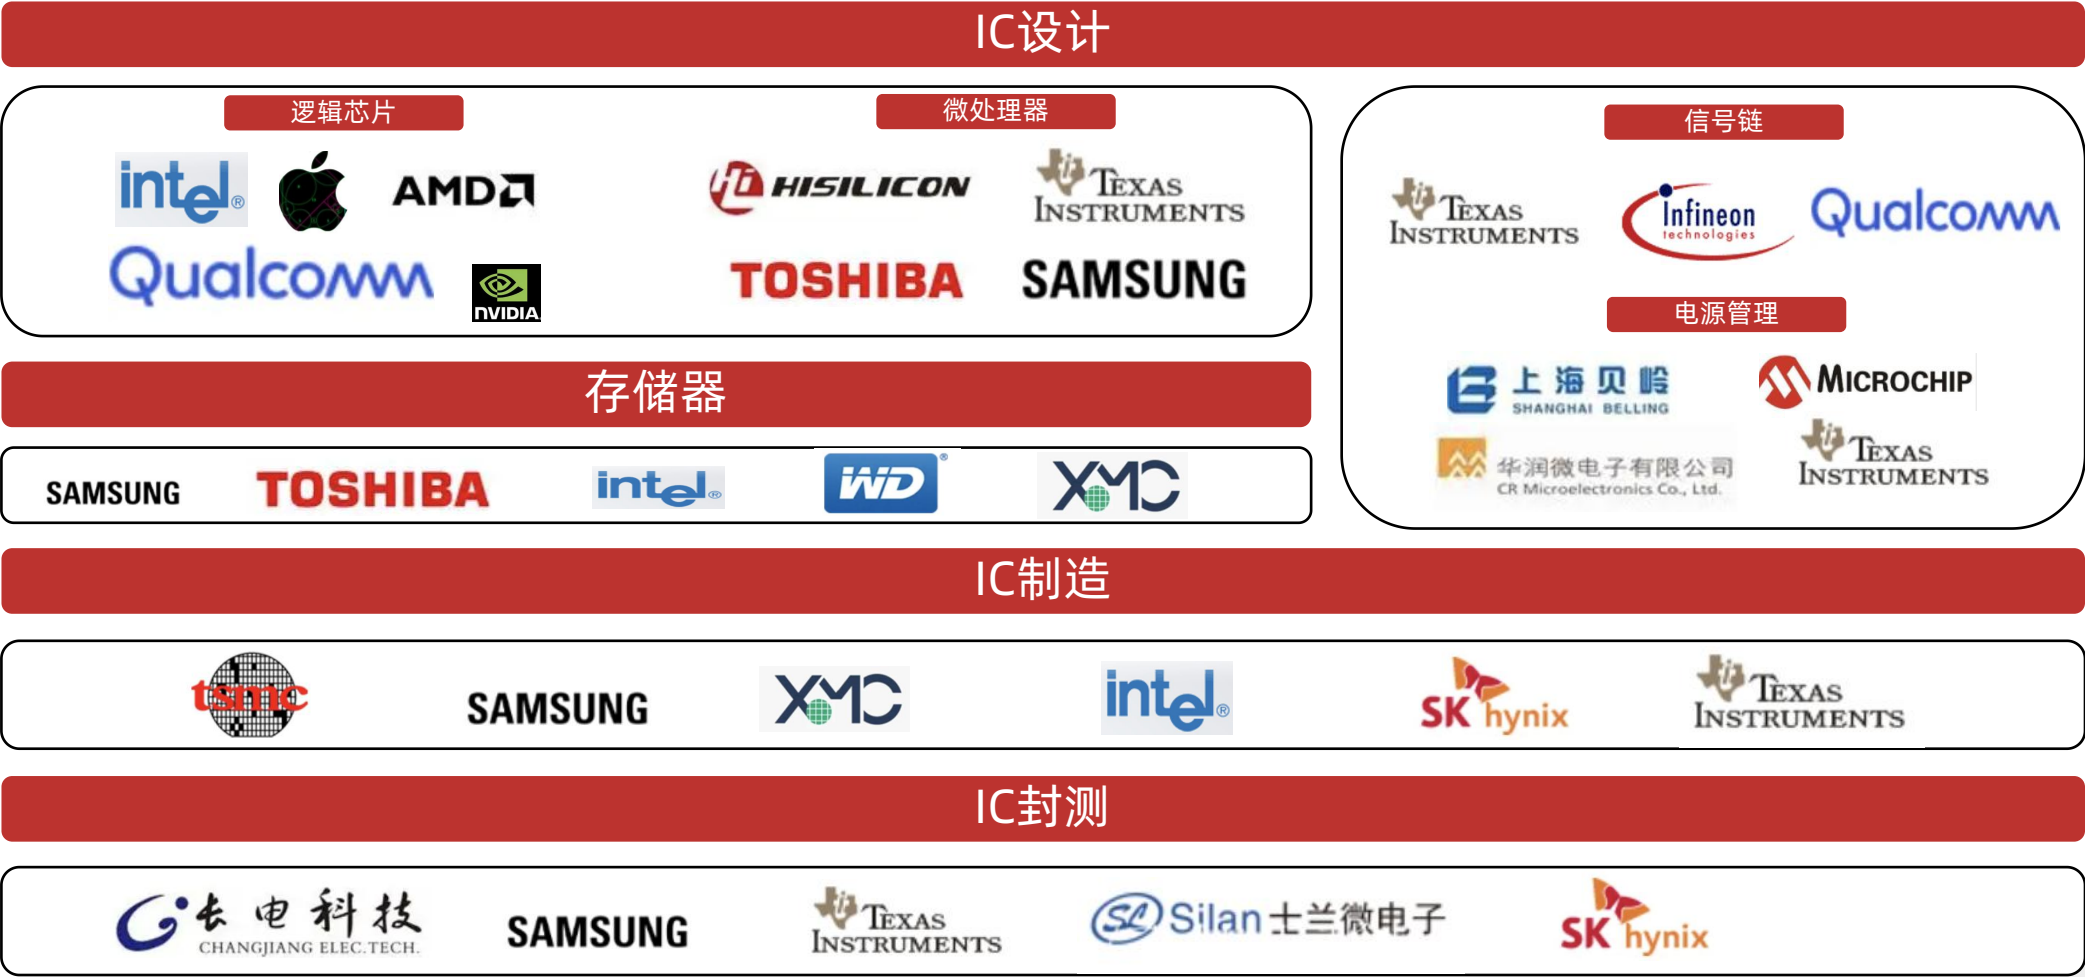 IC设计
逻辑芯片
intel®
AMD
Qualcomm
NVIDIA
微处理器
HISILICON
TEXAS
INSTRUMENTS
TOSHIBA
SAMSUNG
信号链
TEXAS
INSTRUMENTS
Infineon
technologies
Qualcomm
电源管理
上海贝岭
SHANGHAI BELLING
MICROCHIP
华润微电子有限公司
CR Microelectronics Co., Ltd.
TEXAS
INSTRUMENTS
存储器
SAMSUNG
TOSHIBA
intel®
WD®
XMC
IC制造
tsmc
SAMSUNG
XMC
intel®
SK hynix
TEXAS
INSTRUMENTS
IC封测
长电科技
CHANGJIANG ELEC.TECH.
SAMSUNG
TEXAS
INSTRUMENTS
Silan士兰微电子
SK hynix